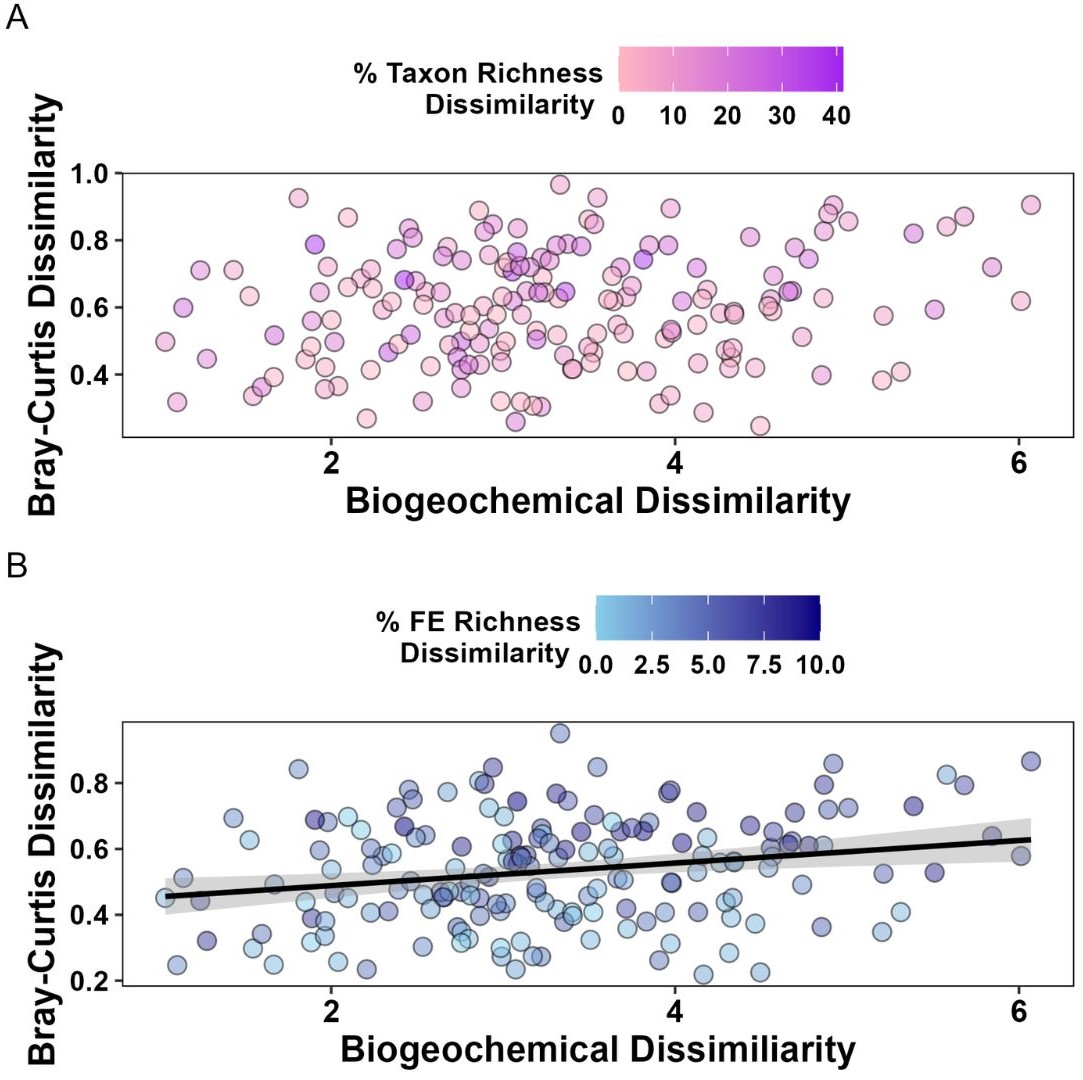 A
% Taxon Richness
Dissimilarity
0 10 20 30 40
Bray-Curtis Dissimilarity
1.0
0.8
0.6
0.4
2 4 6
Biogeochemical Dissimilarity
B
% FE Richness
Dissimilarity
0.0 2.5 5.0 7.5 10.0
Bray-Curtis Dissimilarity
0.8
0.6
0.4
0.2
2 4 6
Biogeochemical Dissimiliarity